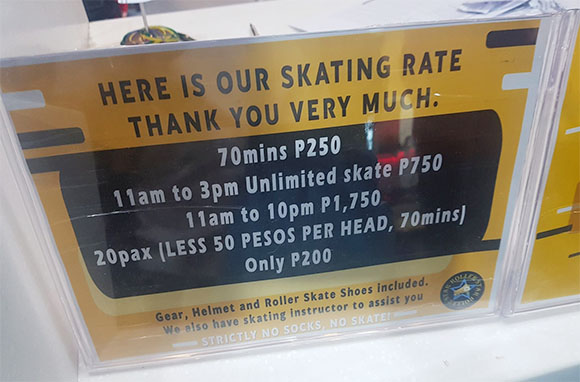 HERE IS OUR SKATING RATE
THANK YOU VERY MUCH.
70mins P250
11am to 3pm Unlimited skate P750
11am to 10pm P1,750
20pax (LESS 50 PESOS PER HEAD, 70mins)
Only P200
Gear, Helmet and Roller Skate Shoes included.
We also have skating instructor to assist you
STRICTLY NO SOCKS, NO SKATE!